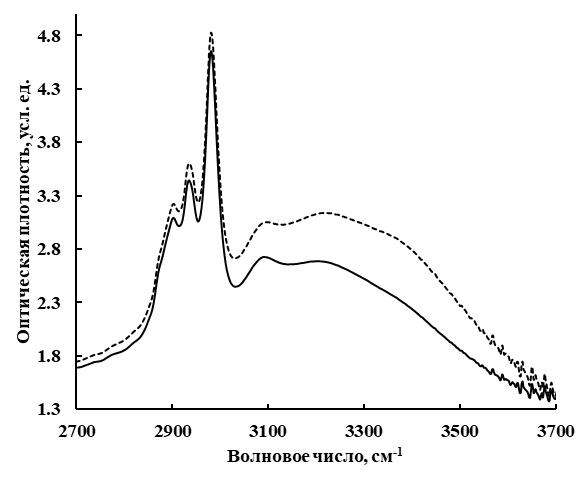 Оптическая плотность, усл. ед.
4.8
4.3
3.8
3.3
2.8
2.3
1.8
1.3
2700 2900 3100 3300 3500 3700
Волновое число, см-1